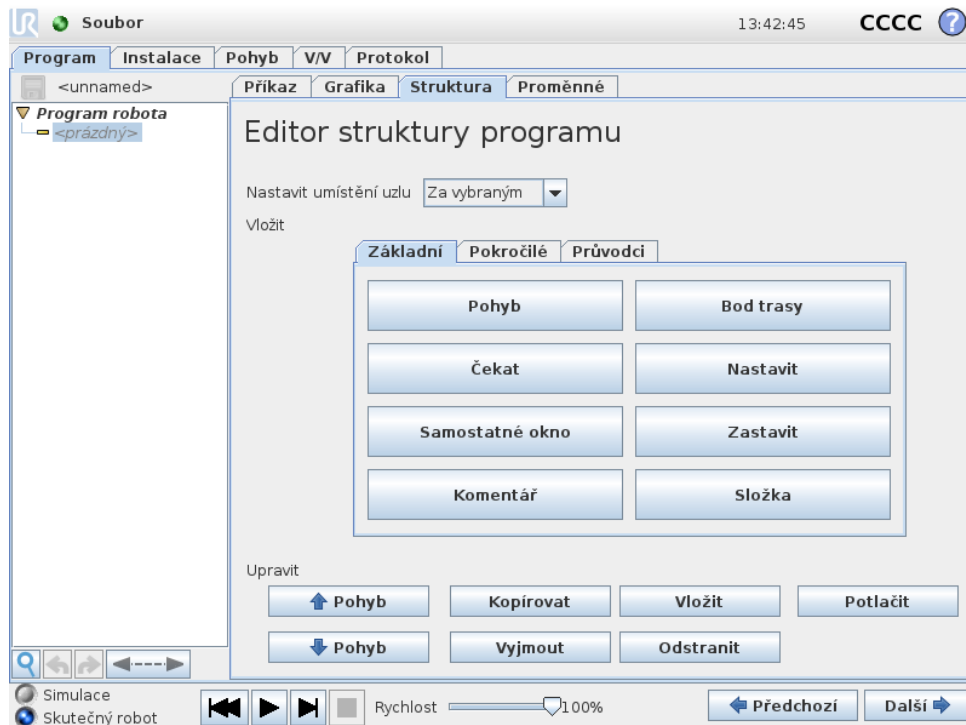 UR Soubor 13:42:45 CCCC ?
Program Instalace Pohyb V/V Protokol
<unnamed> Příkaz Grafika Struktura Proměnné
Program robota
<prázdný>
Editor struktury programu
Nastavit umístění uzlu Za vybraným
Vložit
Základní Pokročilé Průvodci
Pohyb Bod trasy
Čekat Nastavit
Samostatné okno Zastavit
Komentář Složka
Upravit
Pohyb Kopírovat Vložit Potlačit
Pohyb Vyjmout Odstranit
Simulace
Skutečný robot
Rychlost 100% Předchozí Další